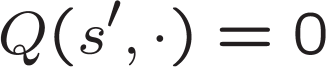 Q(s′, ·) = 0